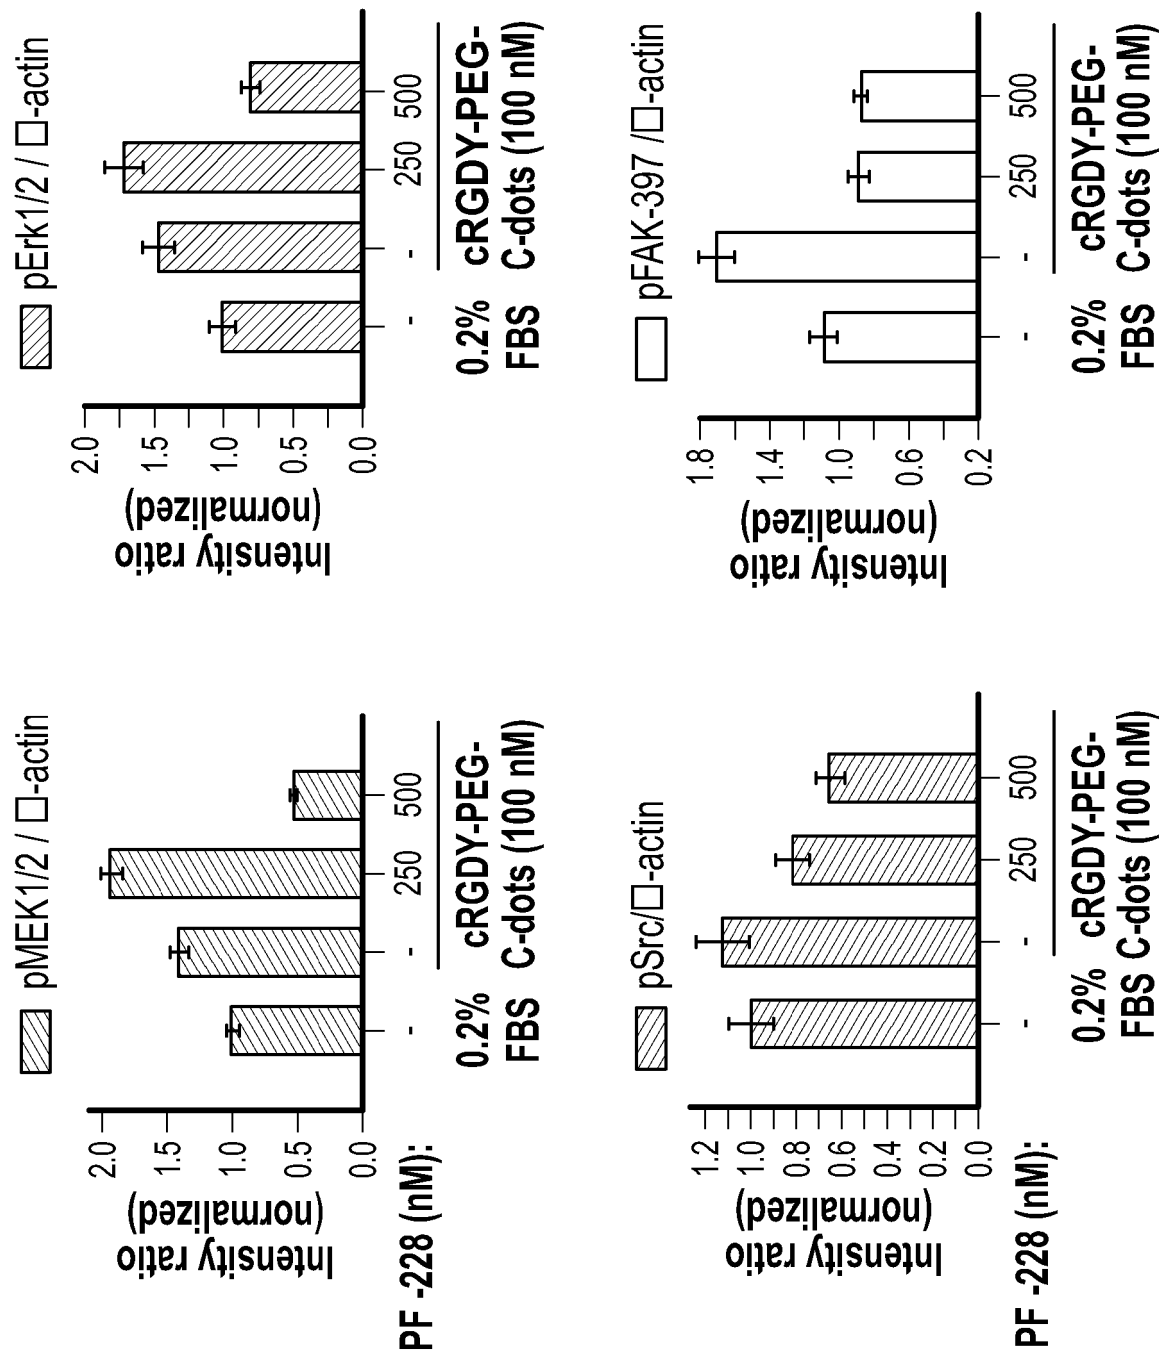 pMEK1/2 / □-actin
Intensity ratio
(normalized)
2.0
1.5
1.0
0.5
0.0
PF -228 (nM):
- - 250 500
0.2%
FBS
cRGDY-PEG-
C-dots (100 nM)
pErk1/2 / □-actin
Intensity ratio
(normalized)
2.0
1.5
1.0
0.5
0.0
- - 250 500
0.2%
FBS
cRGDY-PEG-
C-dots (100 nM)
pSrc/□-actin
Intensity ratio
(normalized)
1.2
1.0
0.8
0.6
0.4
0.2
0.0
PF -228 (nM):
- - 250 500
0.2%
FBS
cRGDY-PEG-
C-dots (100 nM)
pFAK-397 /□-actin
Intensity ratio
(normalized)
1.8
1.4
1.0
0.6
0.2
- - 250 500
0.2%
FBS
cRGDY-PEG-
C-dots (100 nM)